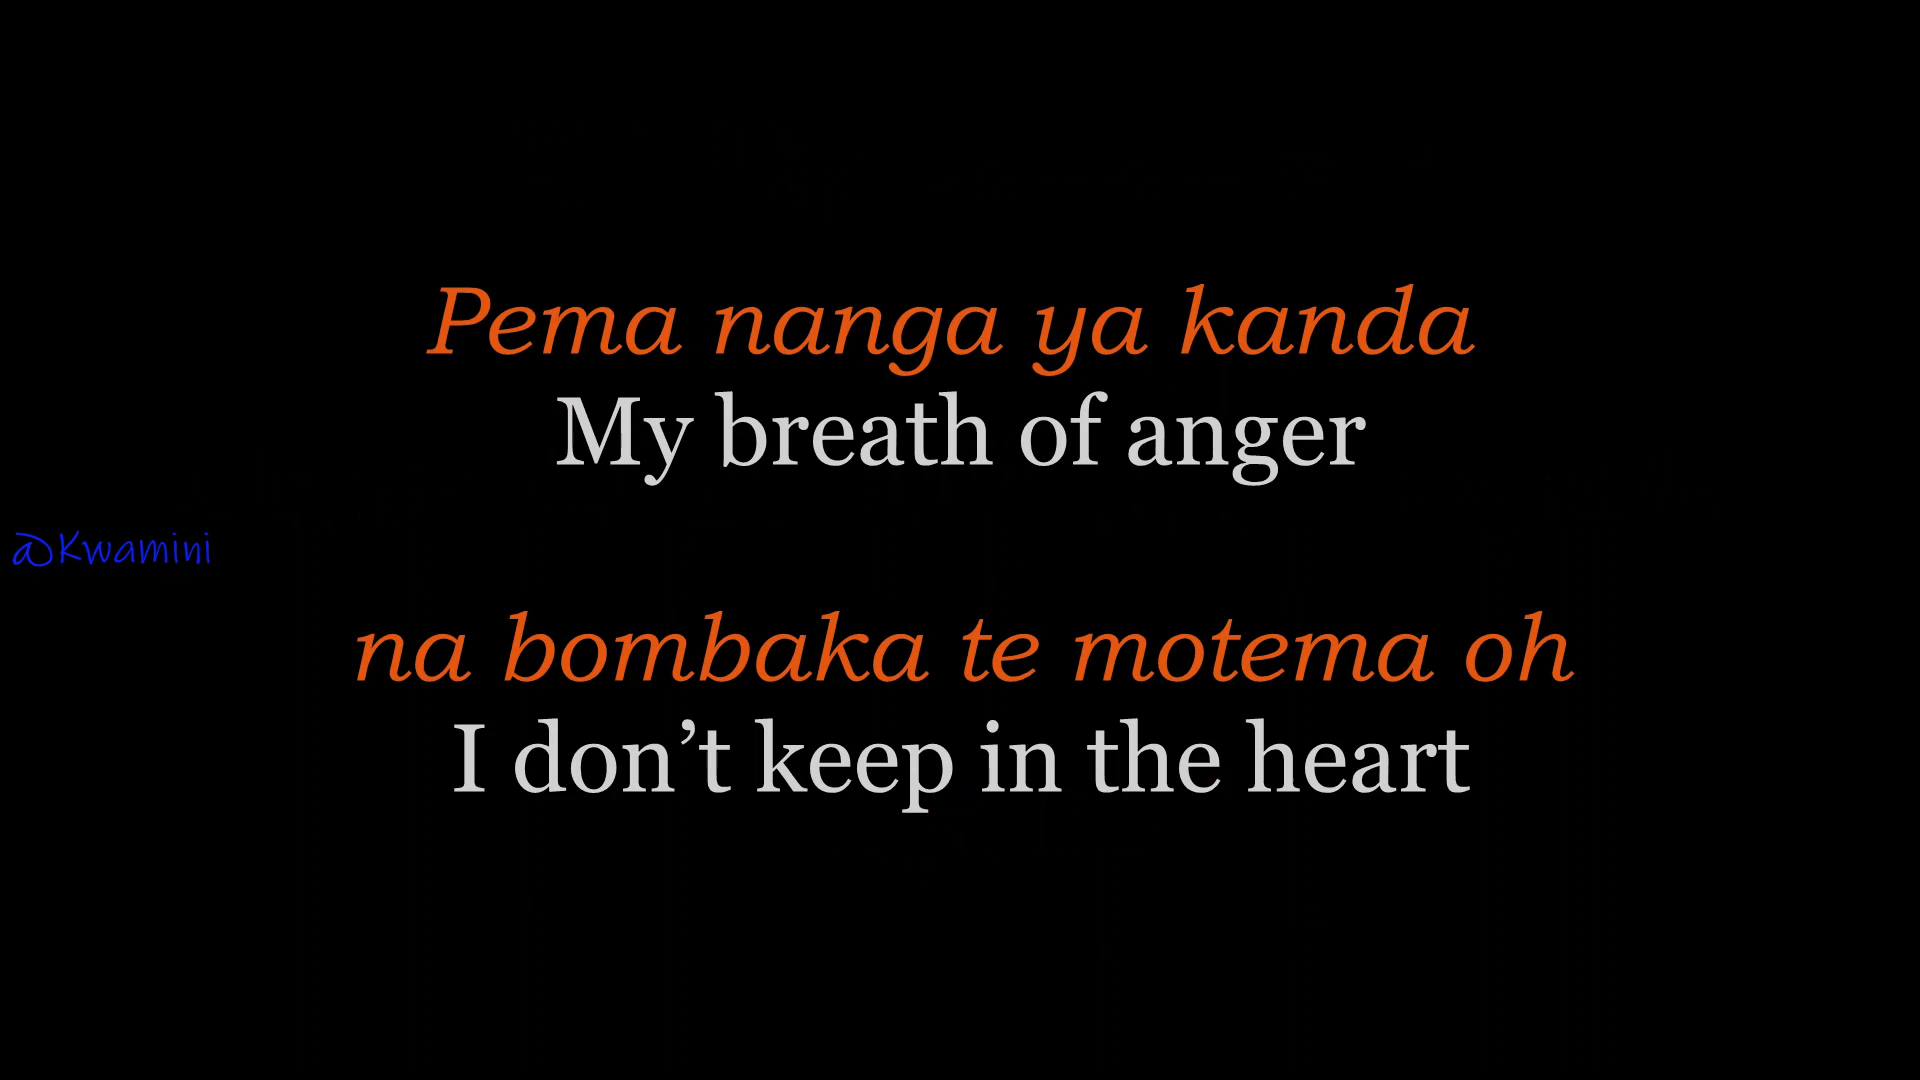 Pema nanga ya kanda
My breath of anger
@Kwamini
na bombaka te motema oh
I don’t keep in the heart